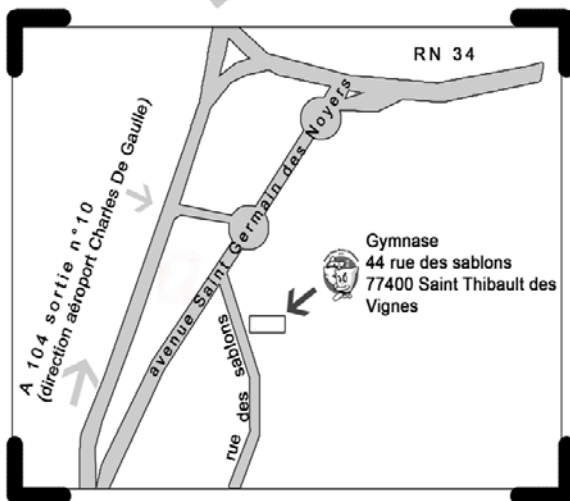 RN 34
A 104 sortie n°10
(direction aéroport Charles De Gaulle)
avenue Saint Germain des Noyers
Gymnase
44 rue des sablons
77400 Saint Thibault des
Vignes
rue des sablons